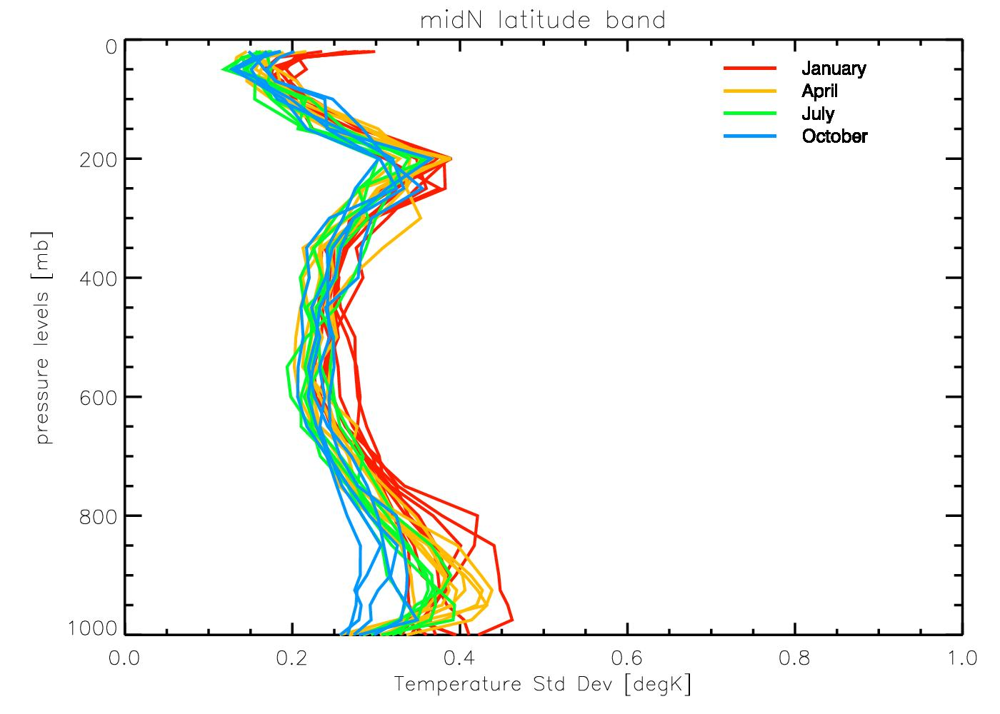 midN latitude band
0
200
400
600
800
1000
pressure levels [mb]
January
April
July
October
0.0 0.2 0.4 0.6 0.8 1.0
Temperature Std Dev [degK]